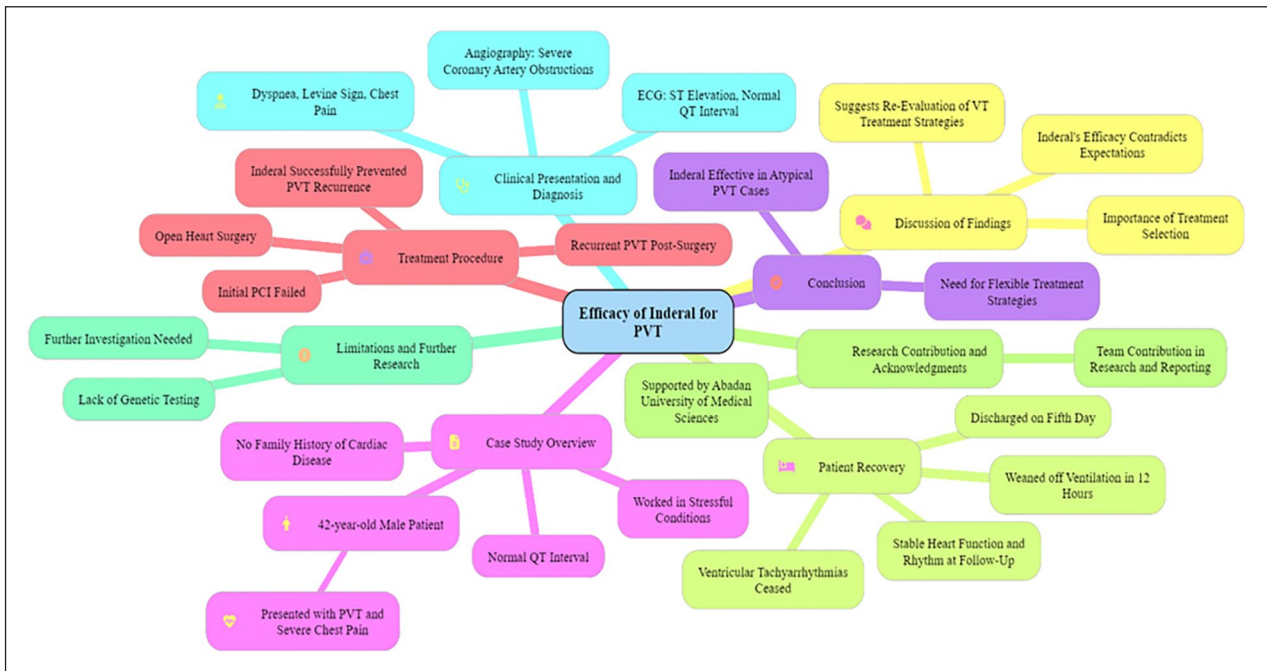 Angiography: Severe
Coronary Artery Obstructions
Dyspnea, Levine Sign, Chest
Pain
ECG: ST Elevation, Normal
QT Interval
Clinical Presentation and
Diagnosis
Suggests Re-Evaluation of VT
Treatment Strategies
Inderal's Efficacy Contradicts
Expectations
Discussion of Findings
Importance of Treatment
Selection
Inderal Successfully Prevented
PVT Recurrence
Open Heart Surgery
Treatment Procedure
Recurrent PVT Post-Surgery
Initial PCI Failed
Inderal Effective in Atypical
PVT Cases
Conclusion
Need for Flexible Treatment
Strategies
Efficacy of Inderal for
PVT
Further Investigation Needed
Limitations and Further
Research
Lack of Genetic Testing
Research Contribution and
Acknowledgments
Team Contribution in
Research and Reporting
Supported by Abadan
University of Medical
Sciences
No Family History of Cardiac
Disease
Case Study Overview
42-year-old Male Patient
Worked in Stressful
Conditions
Normal QT Interval
Presented with PVT and
Severe Chest Pain
Discharged on Fifth Day
Patient Recovery
Weaned off Ventilation in 12
Hours
Stable Heart Function and
Rhythm at Follow-Up
Ventricular Tachyarrhythmias
Ceased